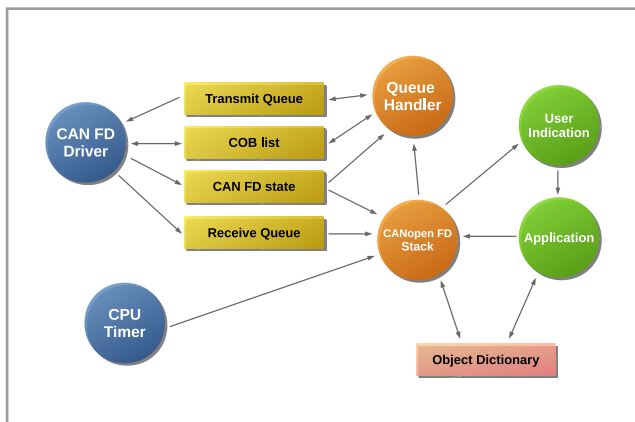 Transmit Queue
COB list
CAN FD state
Receive Queue
CAN FD
Driver
CPU
Timer
Queue
Handler
CANopen FD
Stack
User
Indication
Application
Object Dictionary